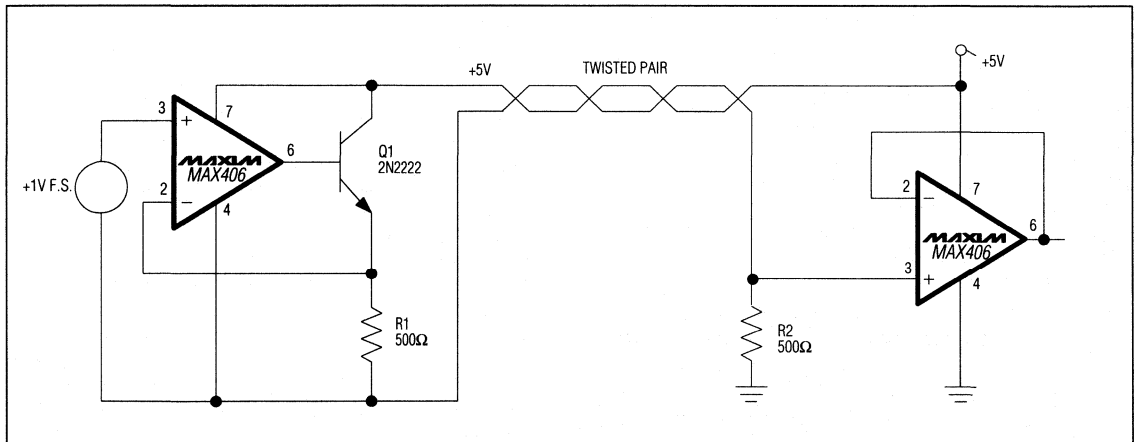 +5V
TWISTED PAIR
+5V
3
+
7
MAXIM
MAX406
6
Q1
2N2222
+1V F.S.
2
−
4
2
−
7
MAXIM
MAX406
6
3
+
4
R1
500Ω
R2
500Ω